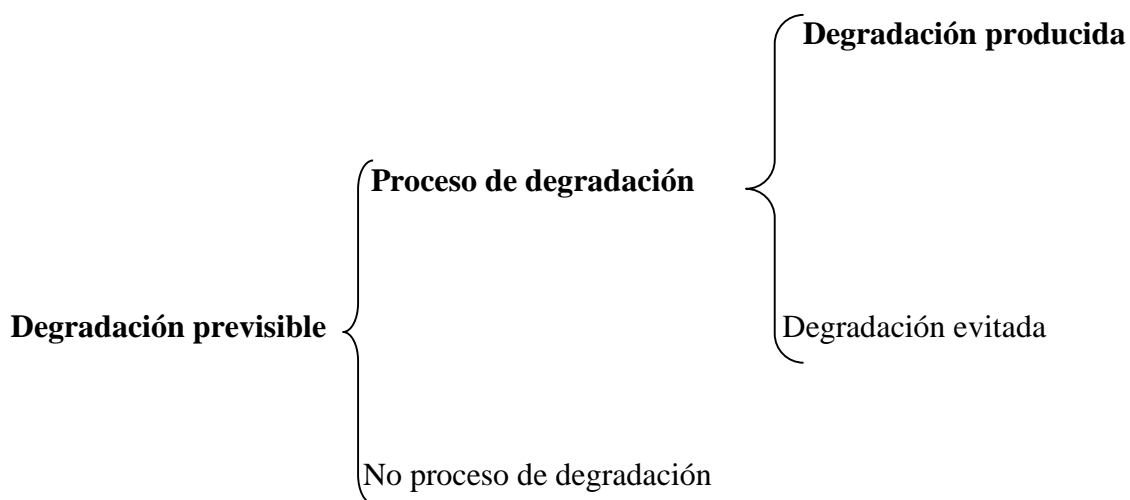 Degradación producida
Proceso de degradación
Degradación previsible
Degradación evitada
No proceso de degradación